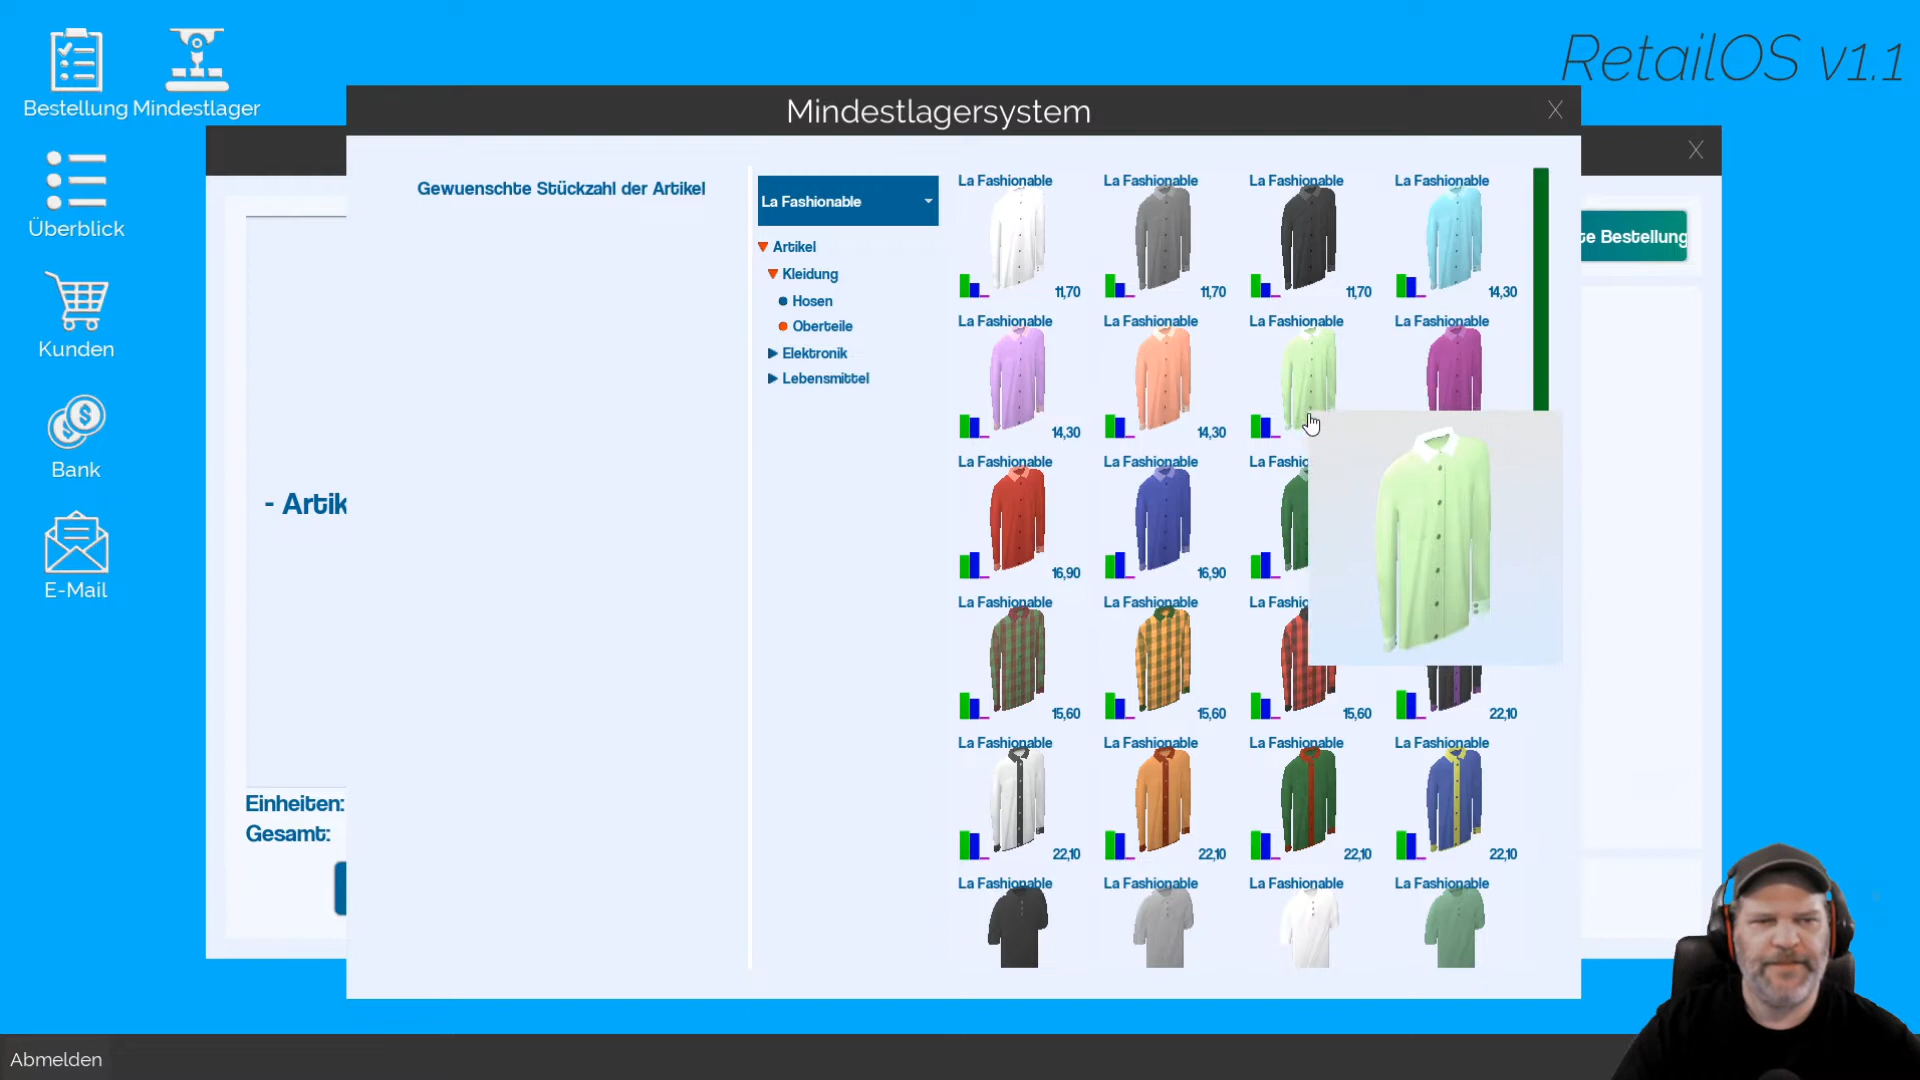 RetailOS v1.1
Bestellung
Mindestlager
Überblick
Kunden
Bank
E-Mail
Mindestlagersystem
X
X
te Bestellung
- Artik
Einheiten:
Gesamt:
Gewuenschte Stückzahl der Artikel
La Fashionable
Artikel
Kleidung
Hosen
Oberteile
Elektronik
Lebensmittel
La Fashionable La Fashionable La Fashionable La Fashionable
11,70 11,70 11,70 14,30
La Fashionable La Fashionable La Fashionable La Fashionable
14,30 14,30
La Fashionable La Fashionable La Fashi
16,90 16,90
La Fashionable La Fashionable La Fashi
15,60 15,60 15,60 22,10
La Fashionable La Fashionable La Fashionable La Fashionable
22,10 22,10 22,10 22,10
La Fashionable La Fashionable La Fashionable La Fashionable
Abmelden